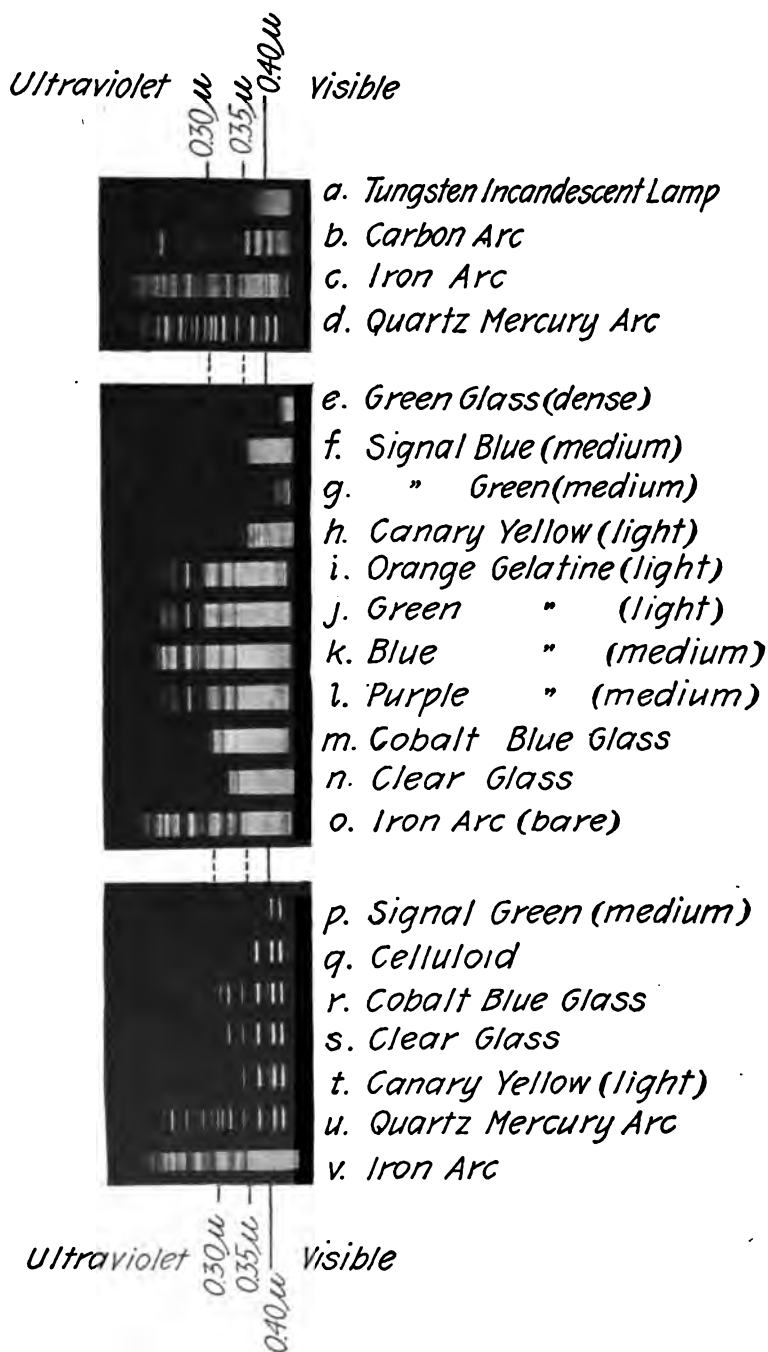 Ultraviolet 0.30μ 0.35μ 0.40μ Visible
a. Tungsten Incandescent Lamp
b. Carbon Arc
c. Iron Arc
d. Quartz Mercury Arc
e. Green Glass (dense)
f. Signal Blue (medium)
g. " Green (medium)
h. Canary Yellow (light)
i. Orange Gelatine (light)
j. Green " (light)
k. Blue " (medium)
l. Purple " (medium)
m. Cobalt Blue Glass
n. Clear Glass
o. Iron Arc (bare)
p. Signal Green (medium)
q. Celluloid
r. Cobalt Blue Glass
s. Clear Glass
t. Canary Yellow (light)
u. Quartz Mercury Arc
v. Iron Arc
Ultraviolet 0.30μ 0.35μ 0.40μ Visible